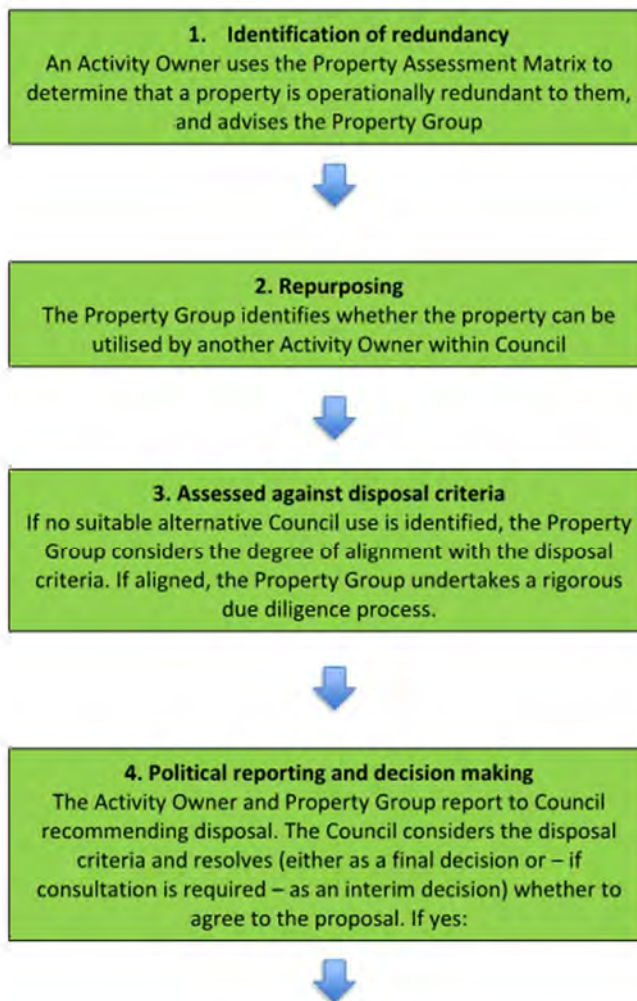 1. Identification of redundancy
An Activity Owner uses the Property Assessment Matrix to
determine that a property is operationally redundant to them,
and advises the Property Group
2. Repurposing
The Property Group identifies whether the property can be
utilised by another Activity Owner within Council
3. Assessed against disposal criteria
If no suitable alternative Council use is identified, the Property
Group considers the degree of alignment with the disposal
criteria. If aligned, the Property Group undertakes a rigorous
due diligence process.
4. Political reporting and decision making
The Activity Owner and Property Group report to Council
recommending disposal. The Council considers the disposal
criteria and resolves (either as a final decision or – if
consultation is required – as an interim decision) whether to
agree to the proposal. If yes: